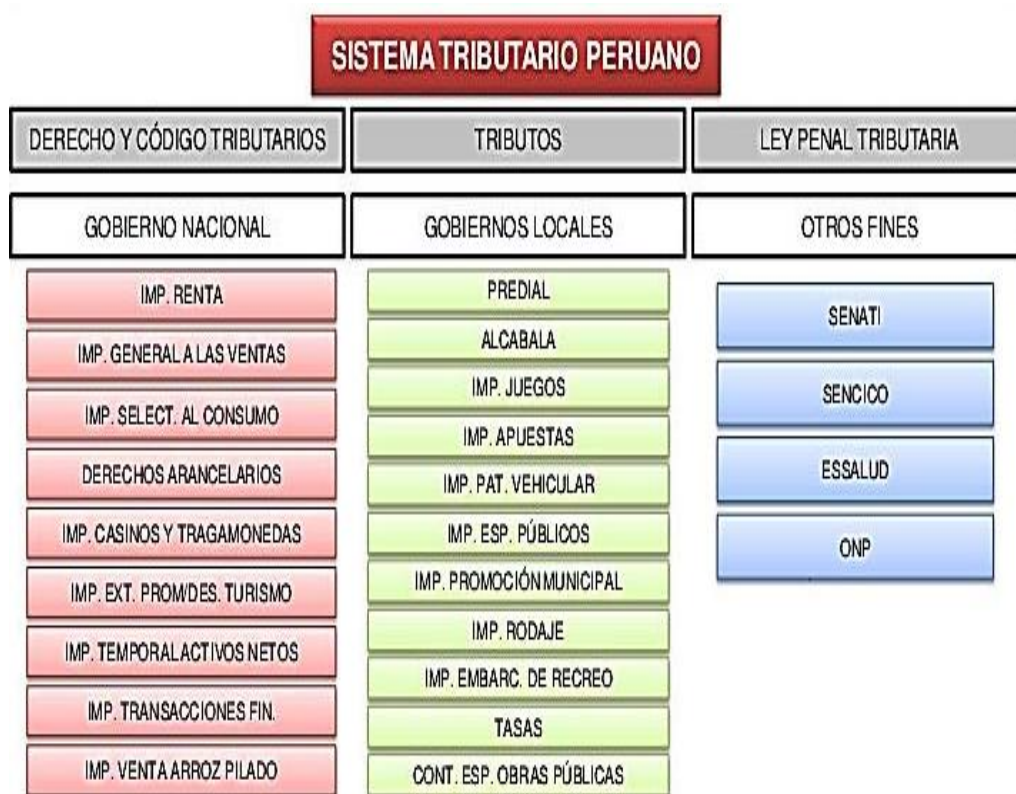 SISTEMA TRIBUTARIO PERUANO
DERECHO Y CÓDIGO TRIBUTARIOS
TRIBUTOS
LEY PENAL TRIBUTARIA
GOBIERNO NACIONAL
GOBIERNOS LOCALES
OTROS FINES
IMP. RENTA
IMP. GENERAL A LAS VENTAS
IMP. SELECT. AL CONSUMO
DERECHOS ARANCELARIOS
IMP. CASINOS Y TRAGAMONEDAS
IMP. EXT. PROM/DES. TURISMO
IMP. TEMPORAL ACTIVOS NETOS
IMP. TRANSACCIONES FIN.
IMP. VENTA ARROZ PILADO
PREDIAL
ALCABALA
IMP. JUEGOS
IMP. APUESTAS
IMP. PAT. VEHICULAR
IMP. ESP. PÚBLICOS
IMP. PROMOCIÓN MUNICIPAL
IMP. RODAJE
IMP. EMBARC. DE RECREO
TASAS
CONT. ESP. OBRAS PÚBLICAS
SENATI
SENCICO
ESSALUD
ONP